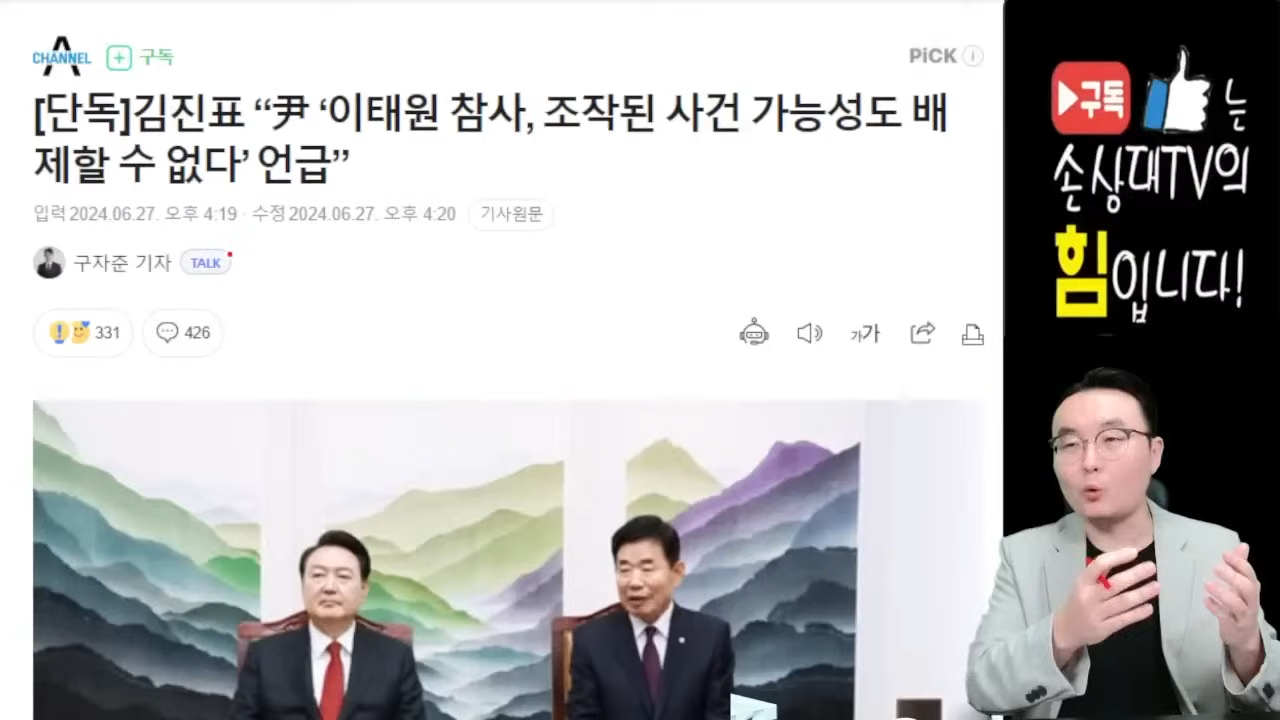 CHANNEL A
구독
PiCK
[단독]김진표 “尹 ‘이태원 참사, 조작된 사건 가능성도 배
제할 수 없다’ 언급”
입력 2024.06.27. 오후 4:19 · 수정 2024.06.27. 오후 4:20 기사원문
구자준 기자 TALK
331 426
가가
구독 는
손상대TV의
힘입니다!